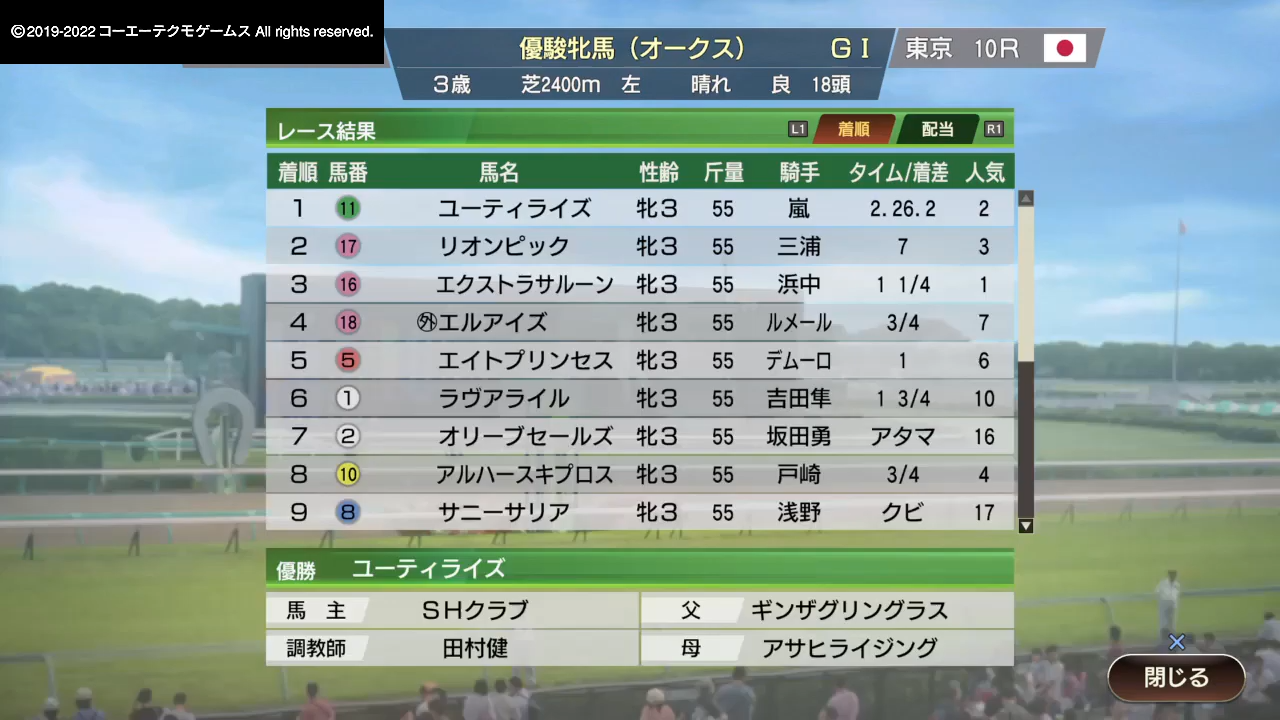 ©2019-2022 コーエーテクモゲームス All rights reserved.
優駿牝馬（オークス） GⅠ 東京 10R
3歳 芝2400m 左 晴れ 良 18頭
レース結果 L1 着順 配当 R1
着順 馬番 馬名 性齢 斤量 騎手 タイム/着差 人気
1 11 ユーティライズ 牝3 55 嵐 2.26.2 2
2 17 リオンピック 牝3 55 三浦 7 3
3 16 エクストラサルーン 牝3 55 浜中 1 1/4 1
4 18 ㊕エルアイズ 牝3 55 ルメール 3/4 7
5 5 エイトプリンセス 牝3 55 デムーロ 1 6
6 1 ラヴアライル 牝3 55 吉田隼 1 3/4 10
7 2 オリーブセールズ 牝3 55 坂田勇 アタマ 16
8 10 アルハースキプロス 牝3 55 戸崎 3/4 4
9 8 サニーサリア 牝3 55 浅野 クビ 17
優勝 ユーティライズ
馬主 SHクラブ 父 ギンザグリングラス
調教師 田村健 母 アサヒライジング
閉じる